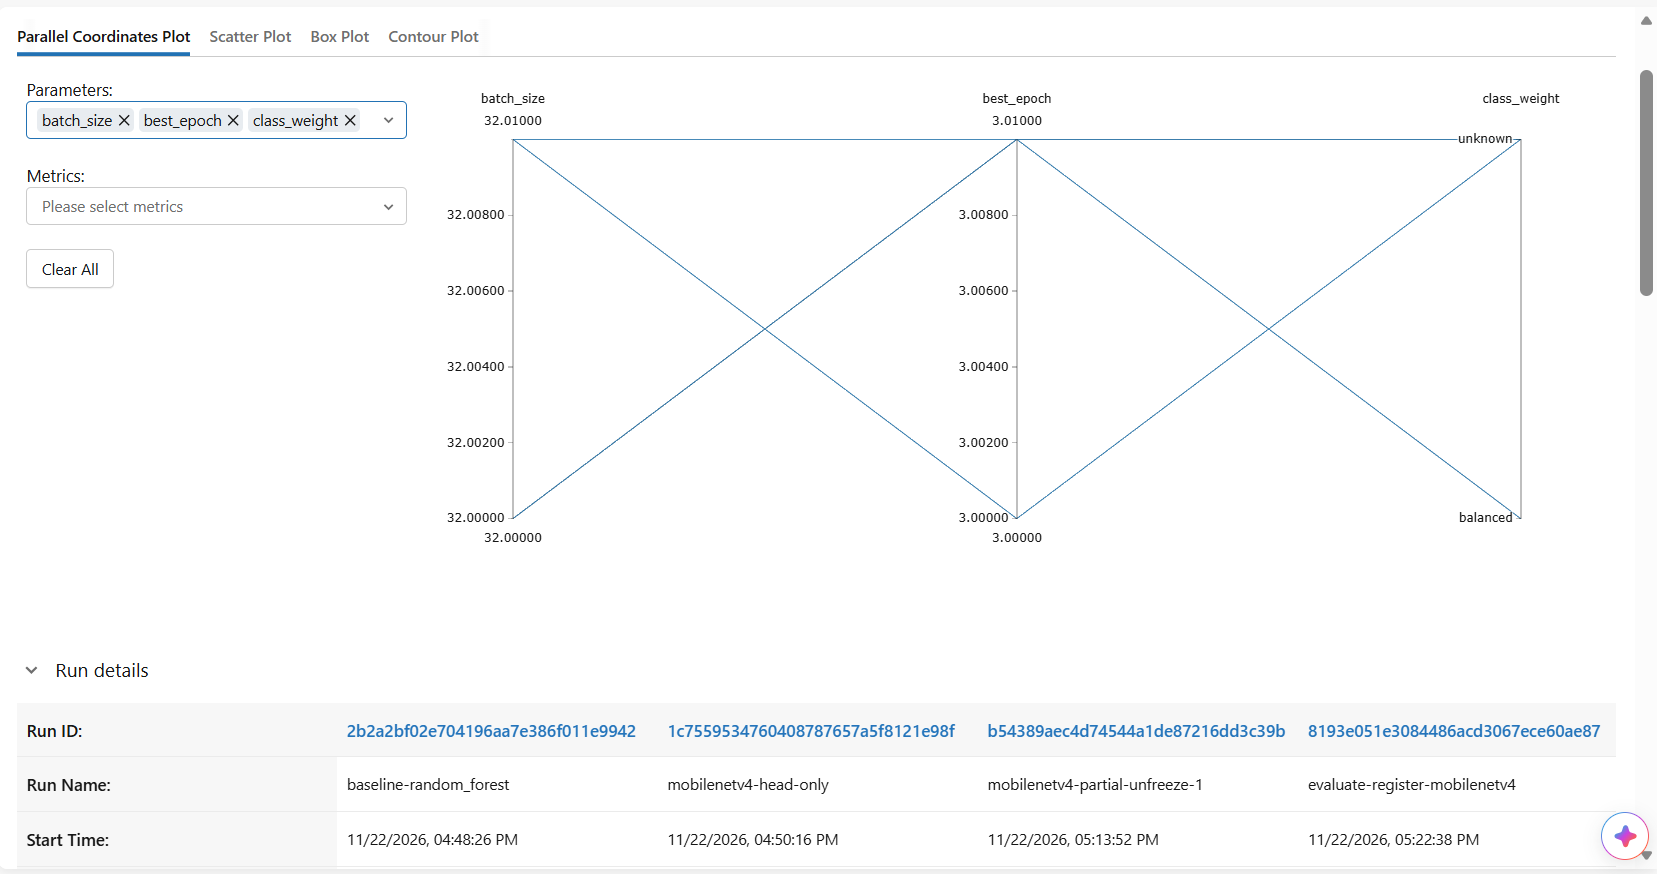 Parallel Coordinates Plot Scatter Plot Box Plot Contour Plot
Parameters:
batch_size best_epoch class_weight
Metrics:
Please select metrics
Clear All
batch_size best_epoch class_weight
32.01000 3.01000
unknown
32.00800 3.00800
32.00600 3.00600
32.00400 3.00400
32.00200 3.00200
32.00000 3.00000 balanced
32.00000 3.00000
Run details
Run ID: 2b2a2bf02e704196aa7e386f011e9942 1c7559534760408787657a5f8121e98f b54389aec4d74544a1de87216dd3c39b 8193e051e3084486acd3067ece60ae87
Run Name: baseline-random_forest mobilenetv4-head-only mobilenetv4-partial-unfreeze-1 evaluate-register-mobilenetv4
Start Time: 11/22/2026, 04:48:26 PM 11/22/2026, 04:50:16 PM 11/22/2026, 05:13:52 PM 11/22/2026, 05:22:38 PM